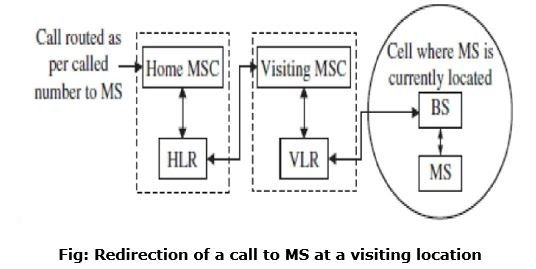 Call routed as
per called
number to MS
Home MSC
HLR
Visiting MSC
VLR
Cell where MS is
currently located
BS
MS
Fig: Redirection of a call to MS at a visiting location